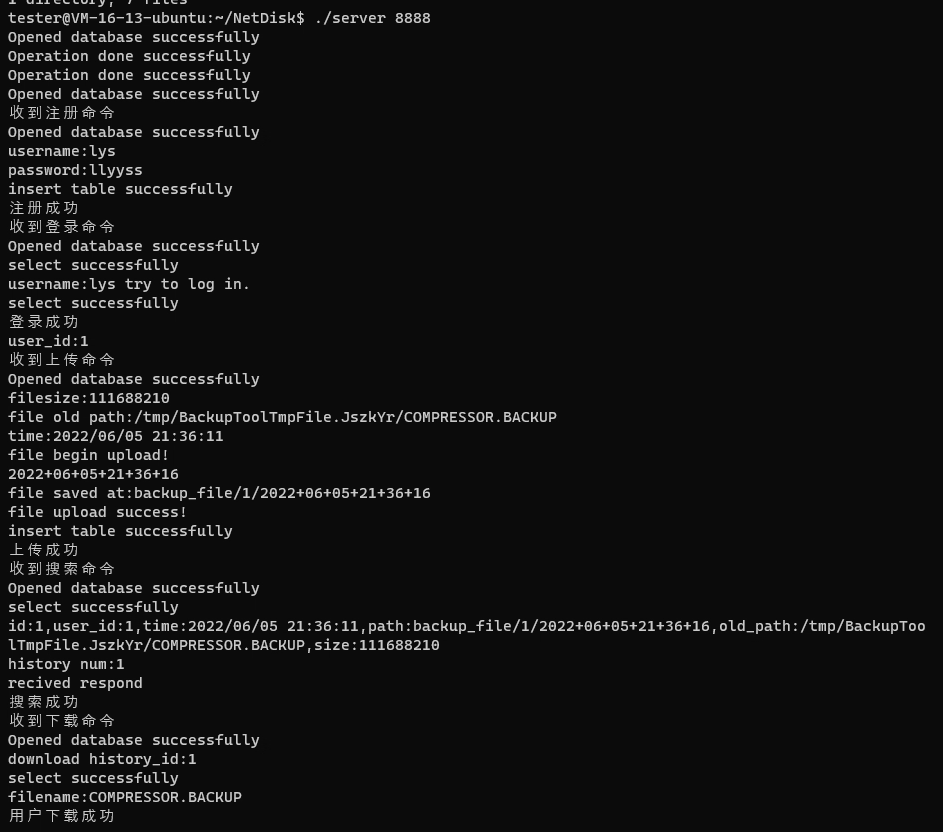 1 directory, 7 files
tester@VM-16-13-ubuntu:~/NetDisk$ ./server 8888
Opened database successfully
Operation done successfully
Operation done successfully
Opened database successfully
收到注册命令
Opened database successfully
username:lys
password:llyyss
insert table successfully
注册成功
收到登录命令
Opened database successfully
select successfully
username:lys try to log in.
select successfully
登录成功
user_id:1
收到上传命令
Opened database successfully
filesize:111688210
file old path:/tmp/BackupToolTmpFile.JszkYr/COMPRESSOR.BACKUP
time:2022/06/05 21:36:11
file begin upload!
2022+06+05+21+36+16
file saved at:backup_file/1/2022+06+05+21+36+16
file upload success!
insert table successfully
上传成功
收到搜索命令
Opened database successfully
select successfully
id:1,user_id:1,time:2022/06/05 21:36:11,path:backup_file/1/2022+06+05+21+36+16,old_path:/tmp/BackupToo
lTmpFile.JszkYr/COMPRESSOR.BACKUP,size:111688210
history num:1
recived respond
搜索成功
收到下载命令
Opened database successfully
download history_id:1
select successfully
filename:COMPRESSOR.BACKUP
用户下载成功